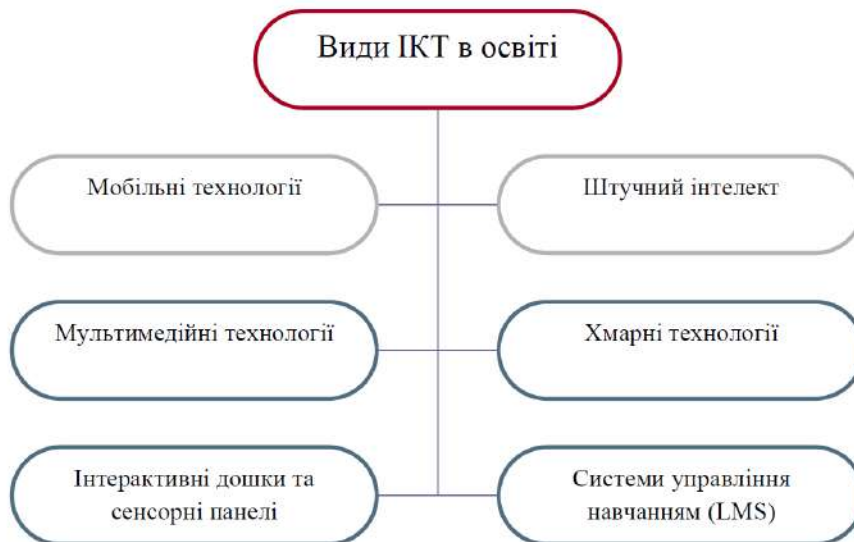 Види ІКТ в освіті
Мобільні технології
Штучний інтелект
Мультимедійні технології
Хмарні технології
Інтерактивні дошки та
сенсорні панелі
Системи управління
навчанням (LMS)